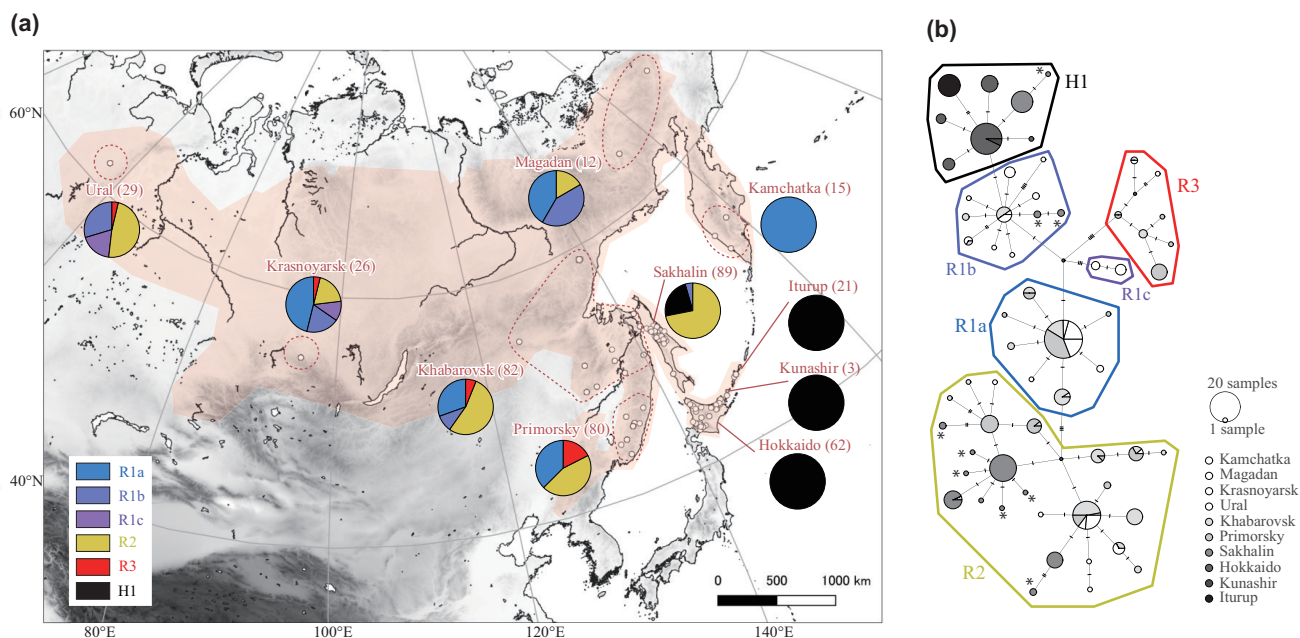 (a)
60°N
40°N
80°E
100°E
120°E
140°E
Ural (29)
Krasnoyarsk (26)
Magadan (12)
Kamchatka (15)
Sakhalin (89)
Iturup (21)
Kunashir (3)
Khabarovsk (82)
Primorsky (80)
Hokkaido (62)
R1a
R1b
R1c
R2
R3
H1
0 500 1000 km
(b)
H1
*
R3
R1b
* *
R1c
R1a
R2
*
*
*
*
*
*
20 samples
1 sample
Kamchatka
Magadan
Krasnoyarsk
Ural
Khabarovsk
Primorsky
Sakhalin
Hokkaido
Kunashir
Iturup